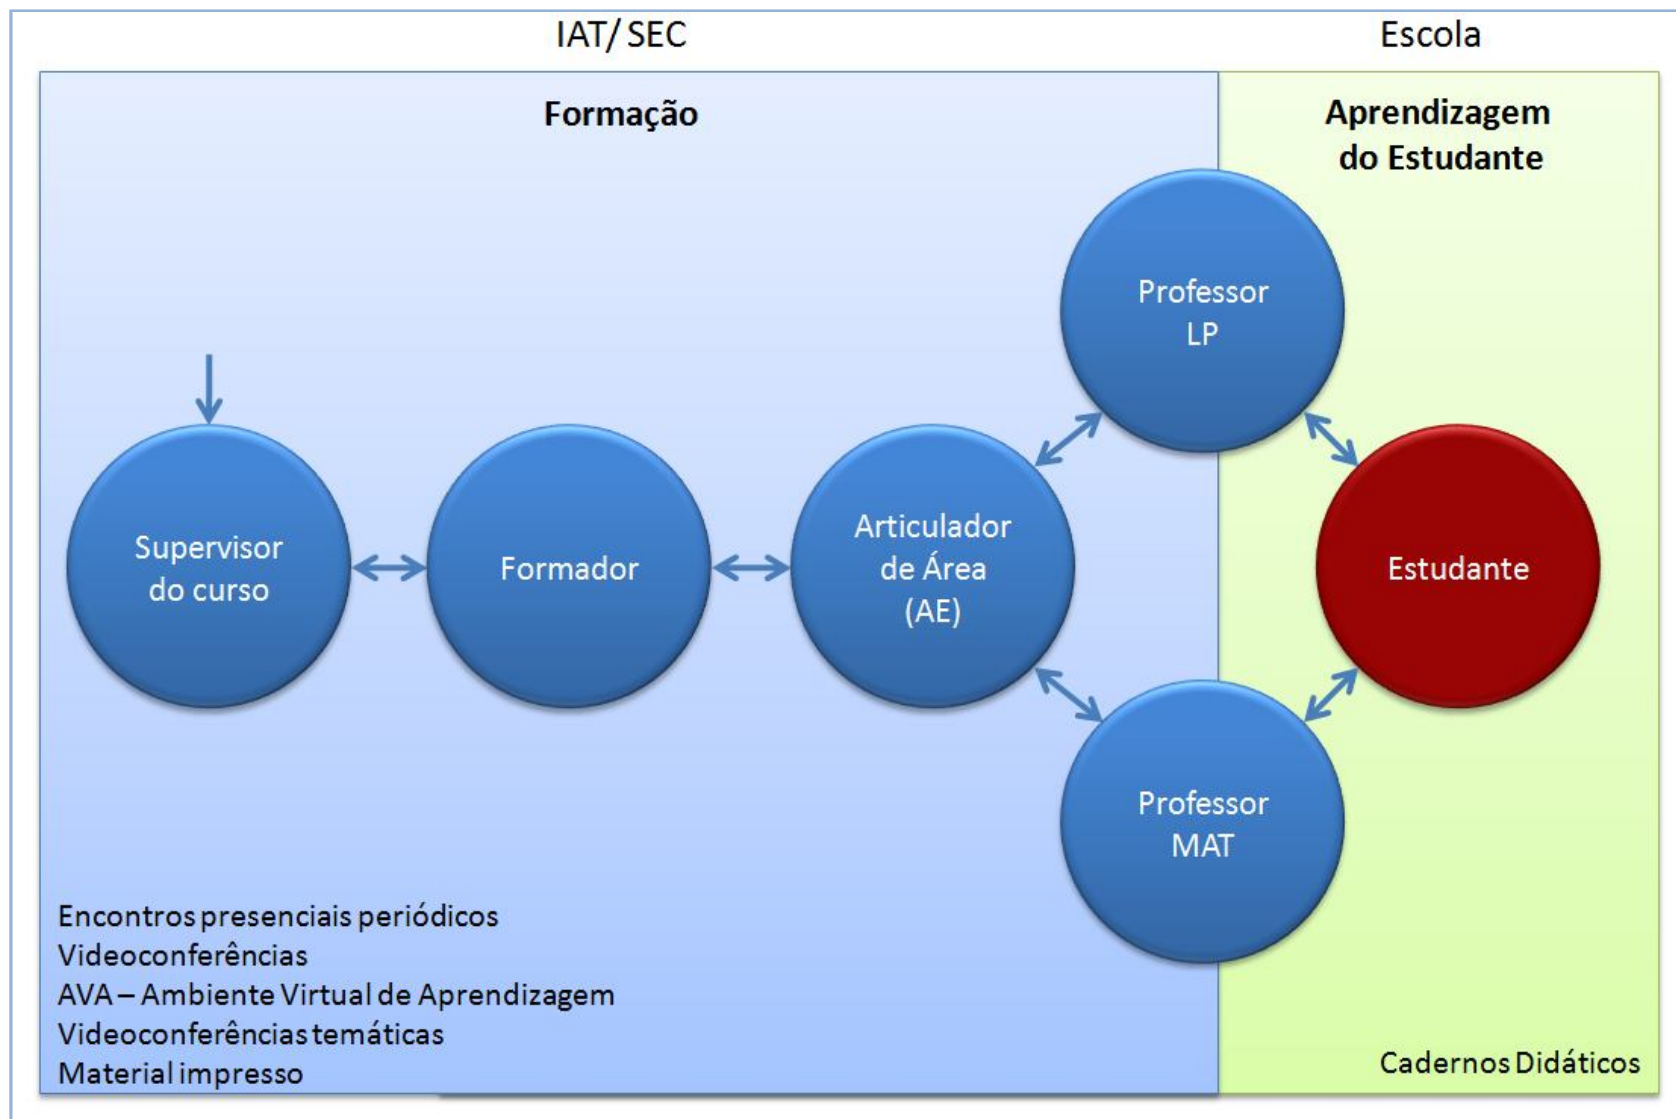 IAT/ SEC
Escola
Formação
Aprendizagem
do Estudante
Professor
LP
Supervisor
do curso
Formador
Articulador
de Área
(AE)
Estudante
Professor
MAT
Encontros presenciais periódicos
Videoconferências
AVA – Ambiente Virtual de Aprendizagem
Videoconferências temáticas
Material impresso
Cadernos Didáticos